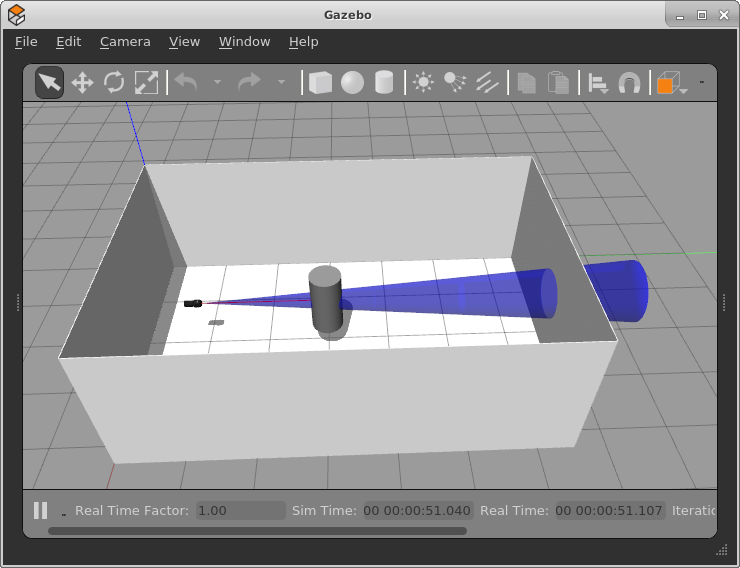 Gazebo
File Edit Camera View Window Help
Real Time Factor: 1.00 Sim Time: 00 00:00:51.040 Real Time: 00 00:00:51.107 Iteratio